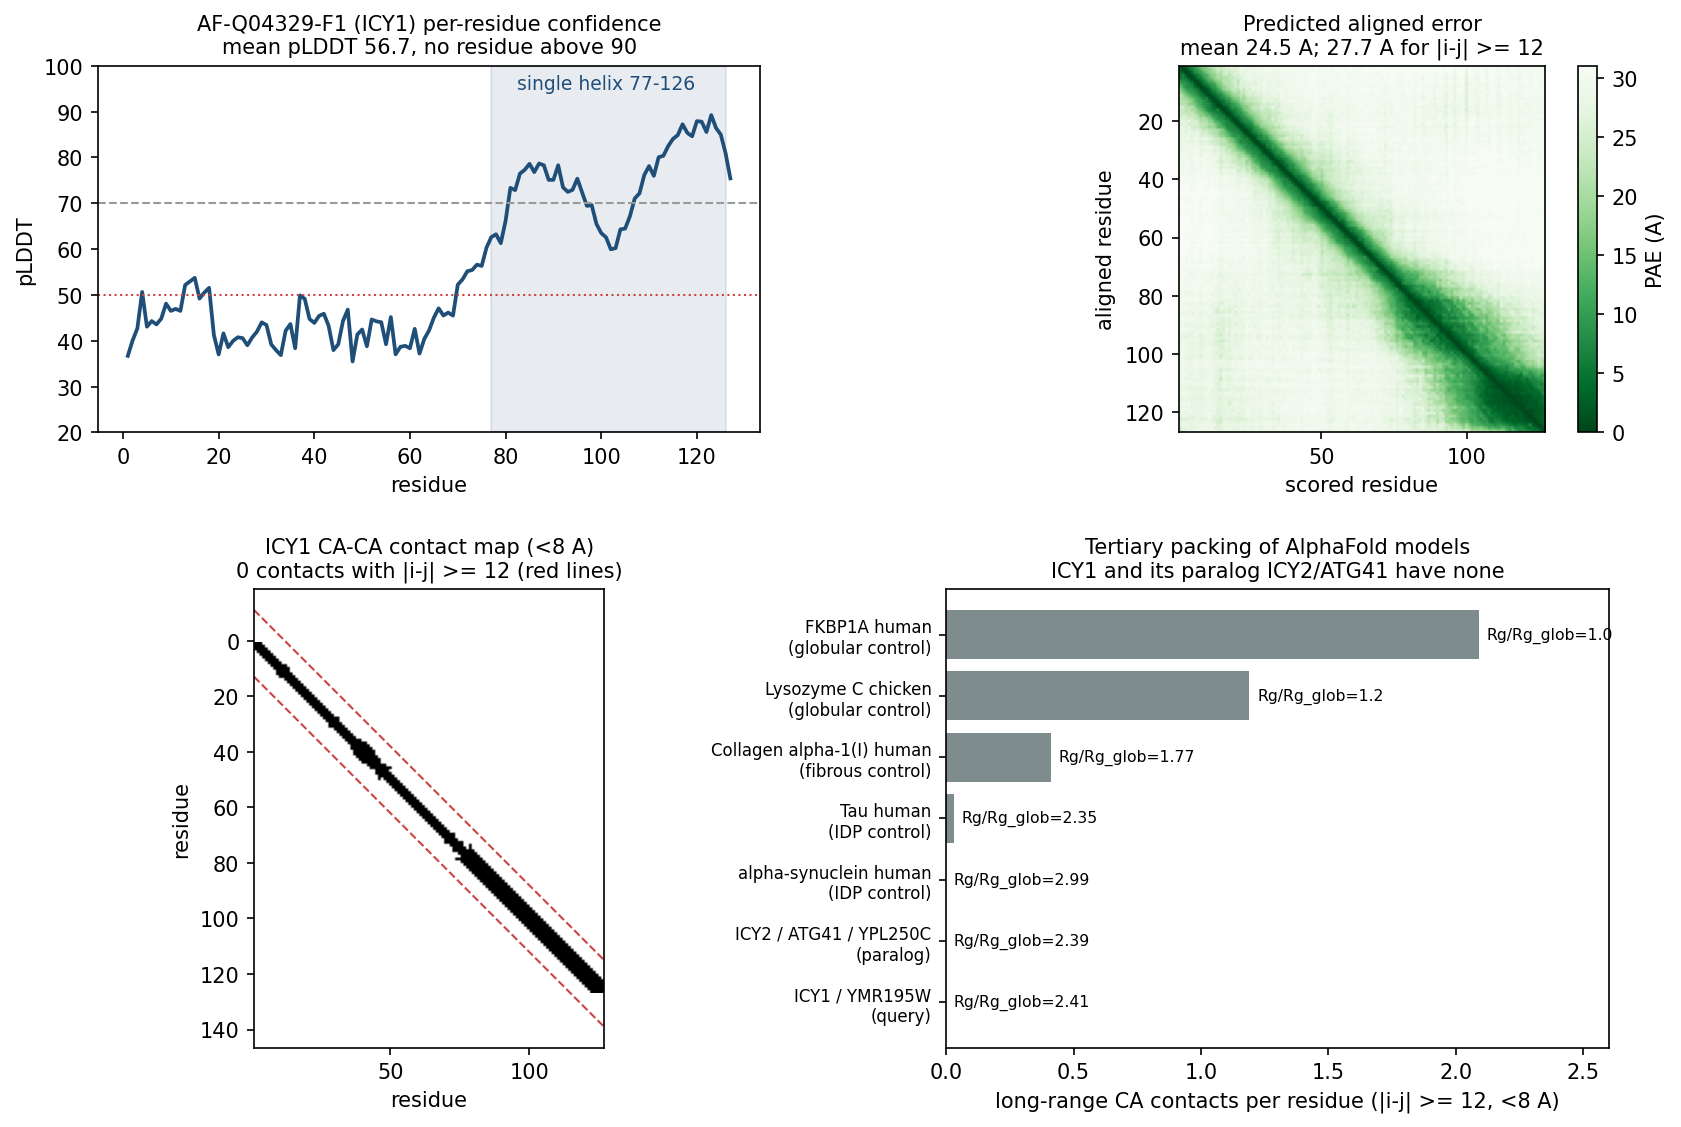 AF-Q04329-F1 (ICY1) per-residue confidence
mean pLDDT 56.7, no residue above 90
single helix 77-126
pLDDT
100
90
80
70
60
50
40
30
20
0
20
40
60
80
100
120
residue
Predicted aligned error
mean 24.5 A; 27.7 A for |i-j| >= 12
aligned residue
20
40
60
80
100
120
50
100
scored residue
30
25
20
15
10
5
0
PAE (A)
ICY1 CA-CA contact map (<8 A)
0 contacts with |i-j| >= 12 (red lines)
residue
0
20
40
60
80
100
120
140
50
100
residue
Tertiary packing of AlphaFold models
ICY1 and its paralog ICY2/ATG41 have none
FKBP1A human
(globular control)
Rg/Rg_glob=1.0
Lysozyme C chicken
(globular control)
Rg/Rg_glob=1.2
Collagen alpha-1(I) human
(fibrous control)
Rg/Rg_glob=1.77
Tau human
(IDP control)
Rg/Rg_glob=2.35
alpha-synuclein human
(IDP control)
Rg/Rg_glob=2.99
ICY2 / ATG41 / YPL250C
(paralog)
Rg/Rg_glob=2.39
ICY1 / YMR195W
(query)
Rg/Rg_glob=2.41
0.0
0.5
1.0
1.5
2.0
2.5
long-range CA contacts per residue (|i-j| >= 12, <8 A)